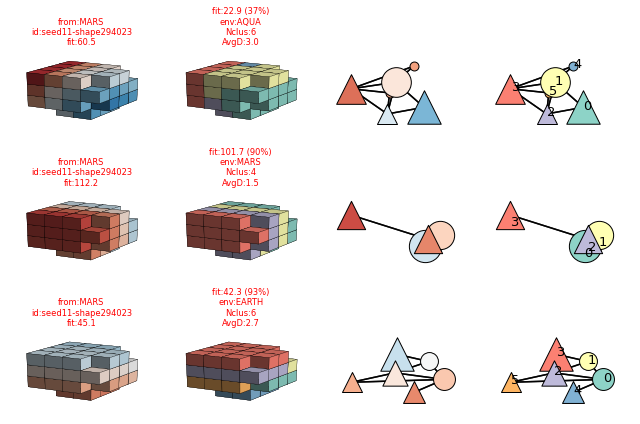 from:MARS
id:seed11-shape294023
fit:60.5
fit:22.9 (37%)
env:AQUA
Nclus:6
AvgD:3.0
3
1
4
5
2
0
from:MARS
id:seed11-shape294023
fit:112.2
fit:101.7 (90%)
env:MARS
Nclus:4
AvgD:1.5
3
2
1
0
from:MARS
id:seed11-shape294023
fit:45.1
fit:42.3 (93%)
env:EARTH
Nclus:6
AvgD:2.7
3
1
2
5
0
4